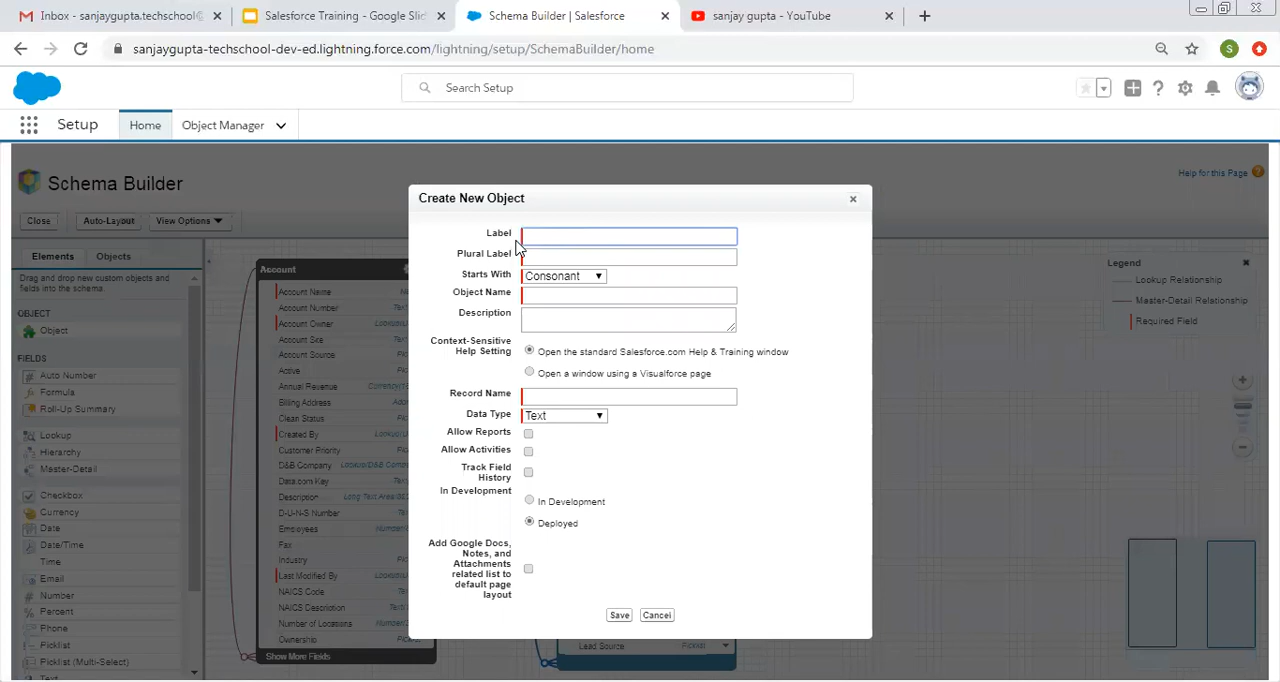 Inbox - sanjaygupta.techschool@
Salesforce Training - Google Slid
Schema Builder | Salesforce
sanjay gupta - YouTube
sanjaygupta-techschool-dev-ed.lightning.force.com/lightning/setup/SchemaBuilder/home
S
Search Setup
Setup
Home
Object Manager
Schema Builder
Help for this Page
Close
Auto-Layout
View Options
Elements
Objects
Drag and drop new custom objects and
fields into the schema.
OBJECT
Object
FIELDS
Auto Number
Formula
Roll-Up Summary
Lookup
Hierarchy
Master-Detail
Checkbox
Currency
Date
Date/Time
Time
Email
Number
Percent
Phone
Picklist
Picklist (Multi-Select)
Text
Account
Account Name
Account Number
Account Owner
Account Site
Account Source
Active
Annual Revenue
Billing Address
Clean Status
Created By
Customer Priority
D&B Company
Data.com Key
Description
D-U-N-S Number
Employees
Fax
Industry
Last Modified By
NAICS Code
NAICS Description
Number of Locations
Ownership
Show More Fields
Create New Object
Label
Plural Label
Starts With
Consonant
Object Name
Description
Context-Sensitive
Help Setting
Open the standard Salesforce.com Help & Training window
Open a window using a Visualforce page
Record Name
Data Type
Text
Allow Reports
Allow Activities
Track Field
History
In Development
In Development
Deployed
Add Google Docs,
Notes, and
Attachments
related list to
default page
layout
Save
Cancel
Lead Source
Picklist
Legend
Lookup Relationship
Master-Detail Relationship
Required Field